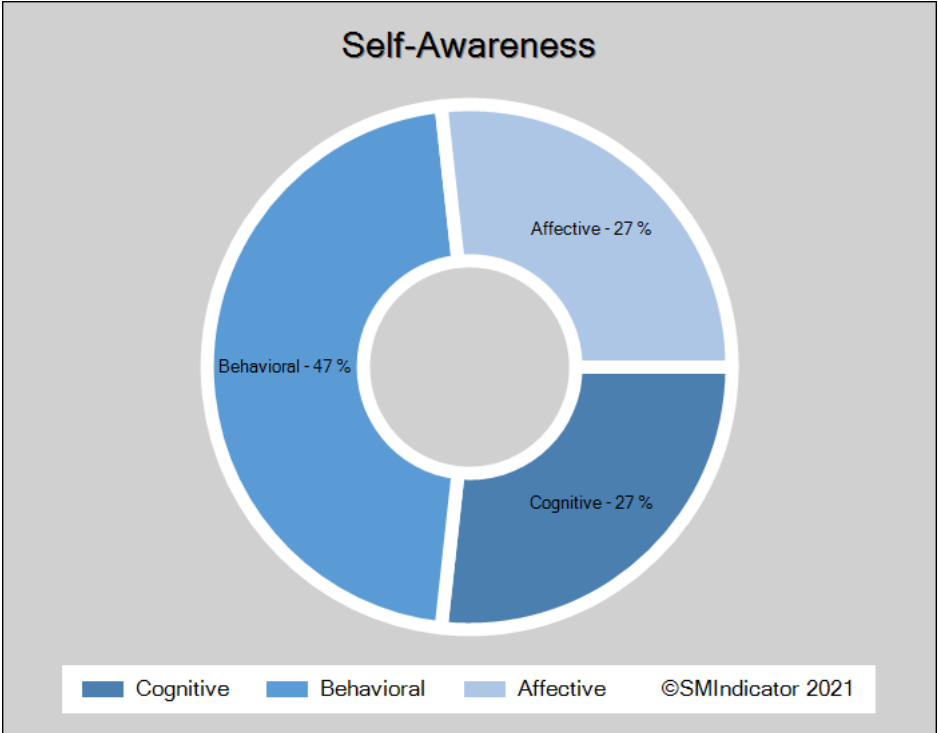 Self-Awareness
Affective - 27 %
Behavioral - 47 %
Cognitive - 27 %
Cognitive Behavioral Affective ©SMIndicator 2021